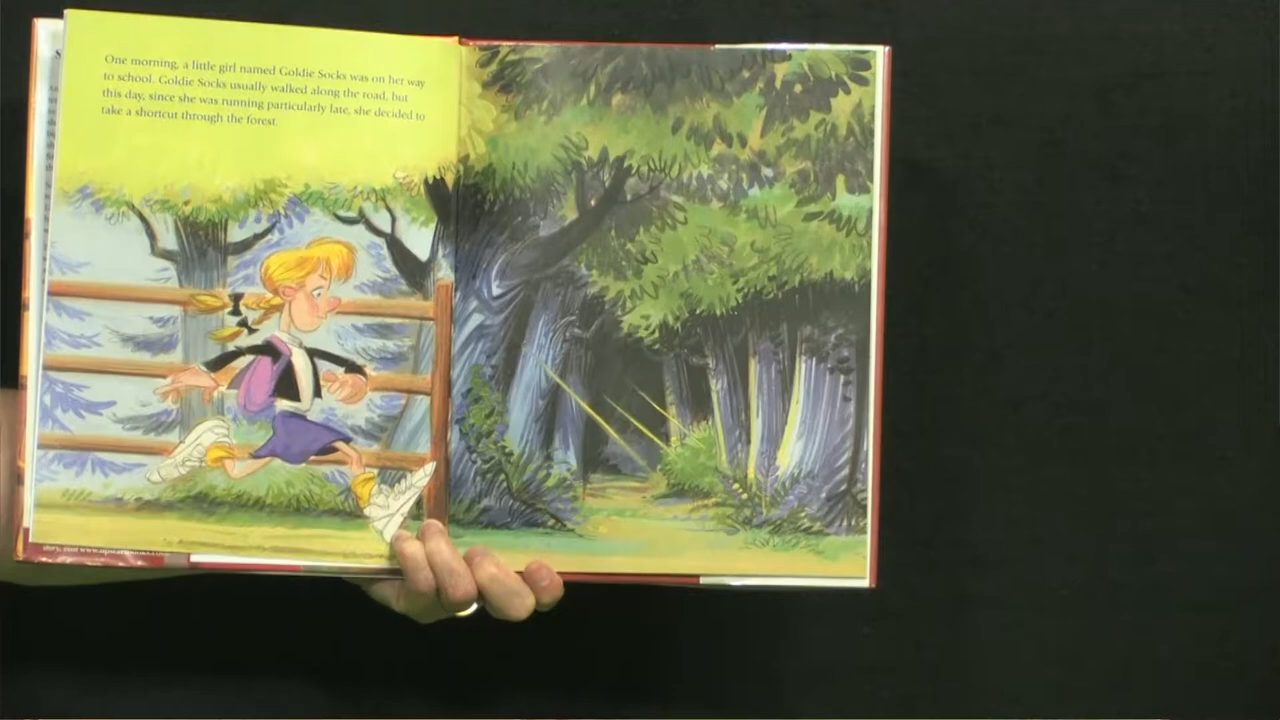 One morning, a little girl named Goldie Socks was on her way
to school. Goldie Socks usually walked along the road, but
this day, since she was running particularly late, she decided to
take a shortcut through the forest.